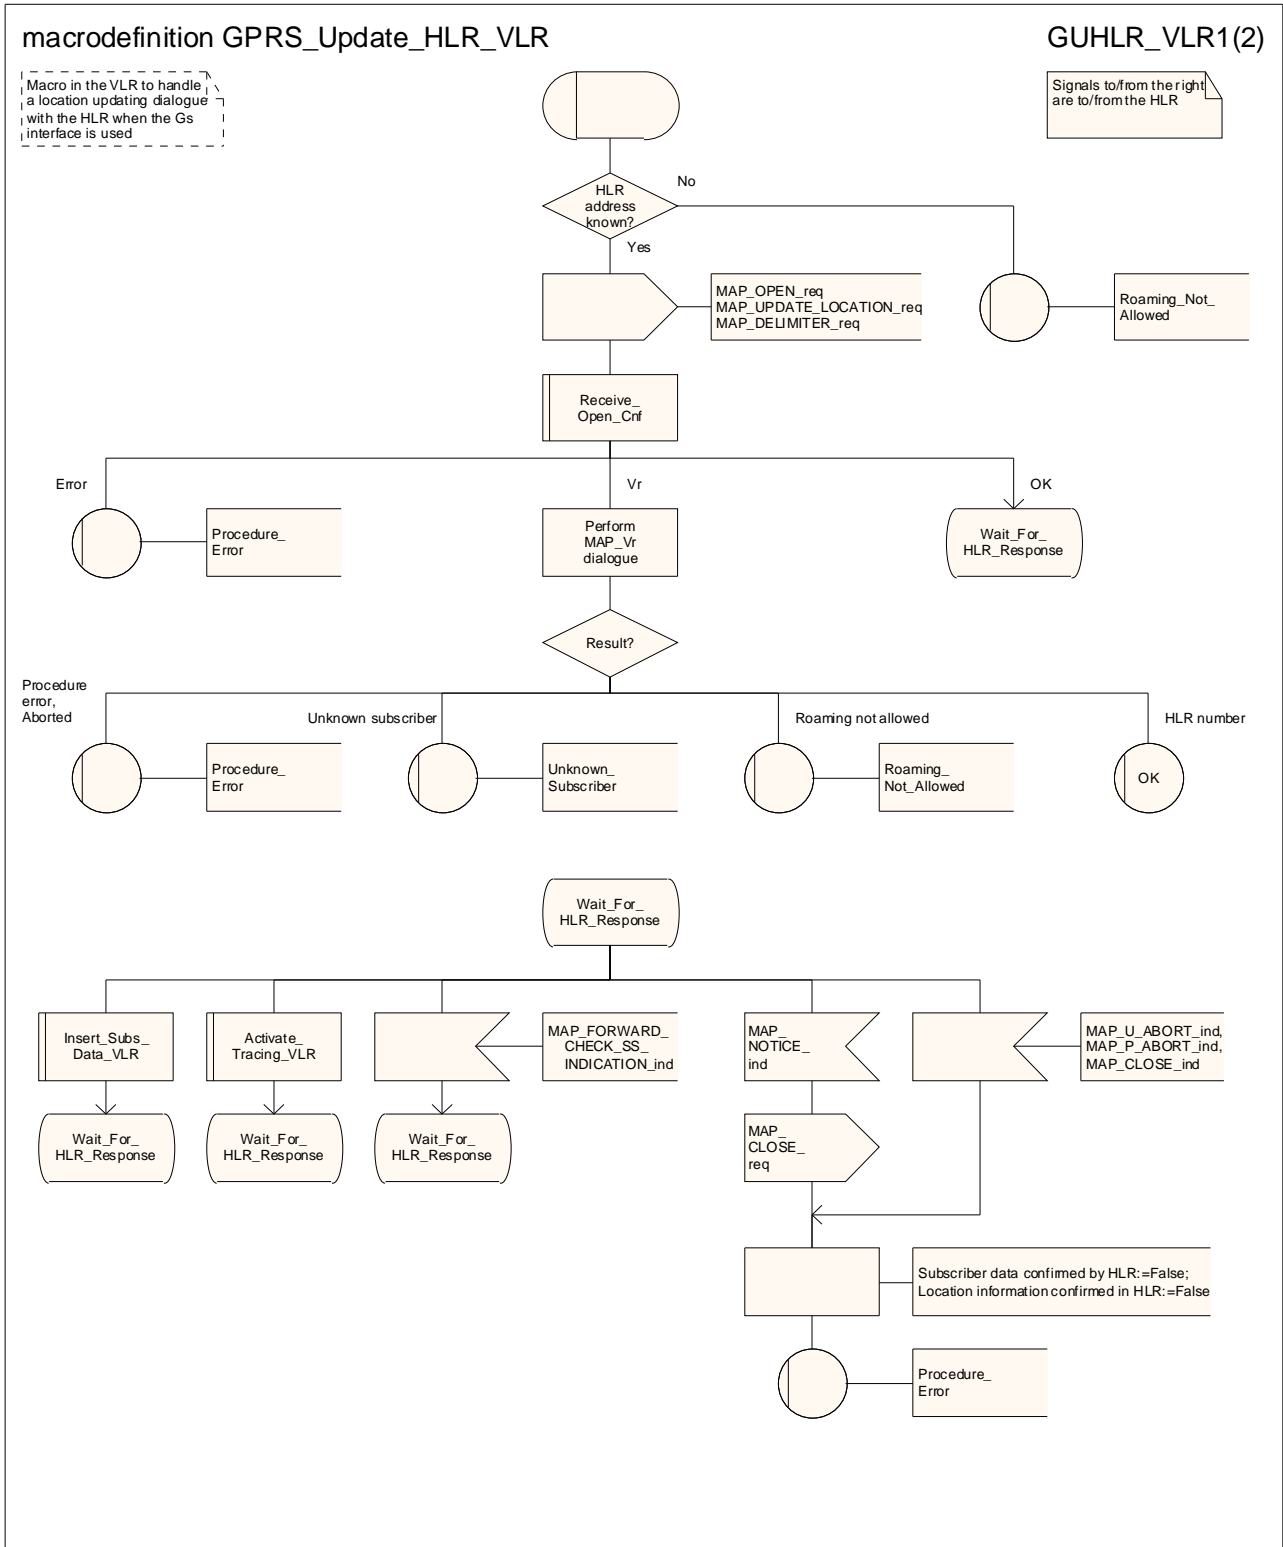 macrodefinition GPRS_Update_HLR_VLR
GUHLR_VLR1(2)
Macro in the VLR to handle
a location updating dialogue
with the HLR when the Gs
interface is used
Signals to/from the right
are to/from the HLR
HLR
address
known?
No
Yes
MAP_OPEN_req
MAP_UPDATE_LOCATION_req
MAP_DELIMITER_req
Roaming_Not_
Allowed
Receive_
Open_Cnf
Error
Vr
OK
Procedure_
Error
Perform
MAP_Vr
dialogue
Wait_For_
HLR_Response
Result?
Procedure
error,
Aborted
Unknown subscriber
Roaming not allowed
HLR number
Procedure_
Error
Unknown_
Subscriber
Roaming_
Not_Allowed
OK
Wait_For_
HLR_Response
Insert_Subs_
Data_VLR
Activate_
Tracing_VLR
MAP_FORWARD_
CHECK_SS_
INDICATION_ind
MAP_
NOTICE_
ind
MAP_U_ABORT_ind,
MAP_P_ABORT_ind,
MAP_CLOSE_ind
Wait_For_
HLR_Response
Wait_For_
HLR_Response
Wait_For_
HLR_Response
MAP_
CLOSE_
req
Subscriber data confirmed by HLR:=False;
Location information confirmed in HLR:=False
Procedure_
Error